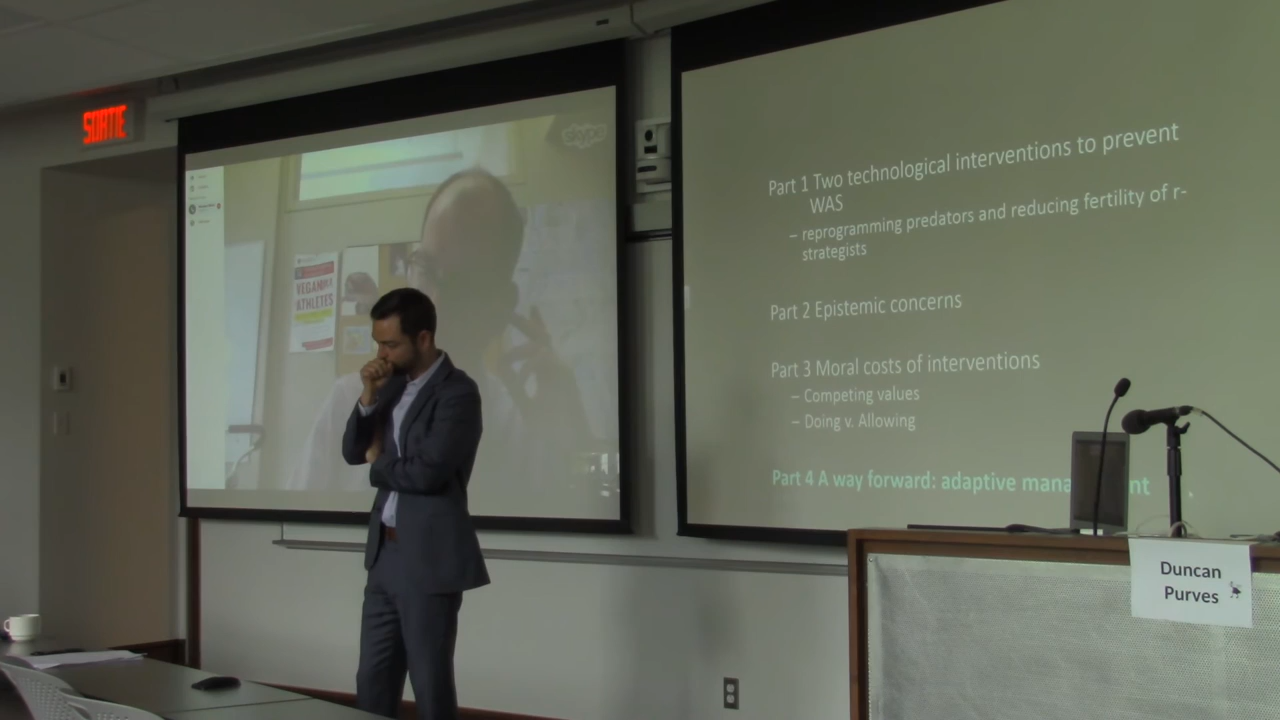 SORTIE
skype
VEGANIN
ATHLETES
Part 1 Two technological interventions to prevent
WAS
– reprogramming predators and reducing fertility of r-
strategists
Part 2 Epistemic concerns
Part 3 Moral costs of interventions
– Competing values
– Doing v. Allowing
Part 4 A way forward: adaptive mana nt
Duncan
Purves